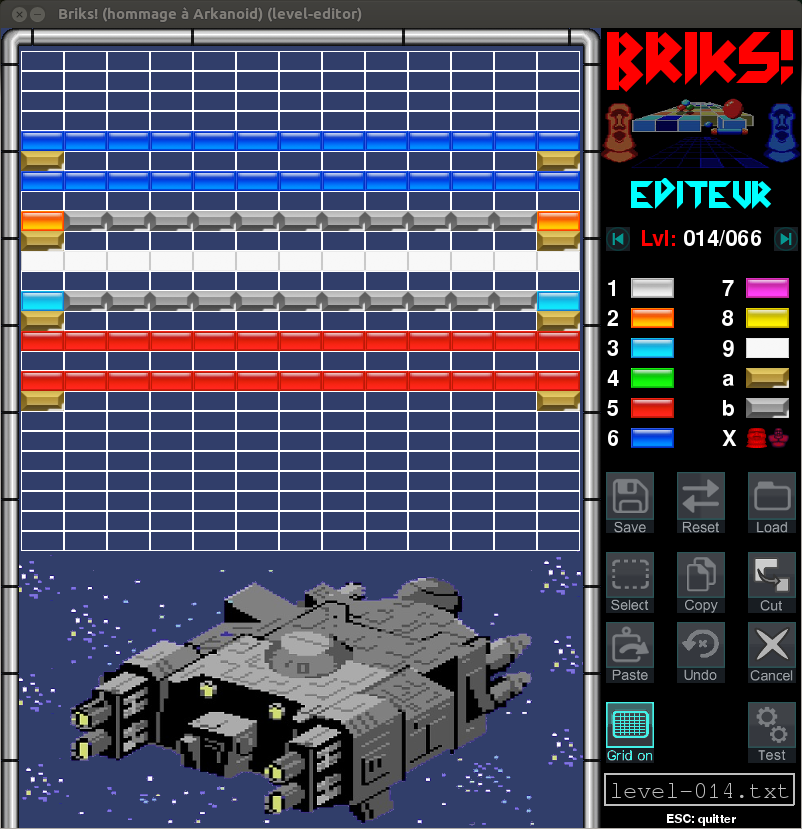 Briks! (hommage à Arkanoid) (level-editor)
BRIKS!
EDITEUR
Lvl: 014/066
1 7
2 8
3 9
4 a
5 b
6 X
Save Reset Load
Select Copy Cut
Paste Undo Cancel
Grid on Test
level-014.txt
ESC: quitter